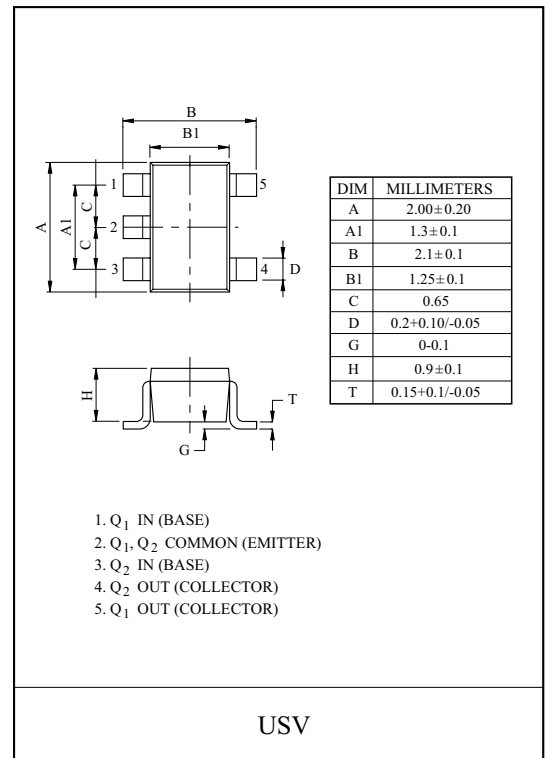 B
B1
1
5
2
3
4
A
A1
C
C
D
H
T
G
DIM MILLIMETERS
A 2.00±0.20
A1 1.3±0.1
B 2.1±0.1
B1 1.25±0.1
C 0.65
D 0.2+0.10/-0.05
G 0-0.1
H 0.9±0.1
T 0.15+0.1/-0.05
1. Q1 IN (BASE)
2. Q1, Q2 COMMON (EMITTER)
3. Q2 IN (BASE)
4. Q2 OUT (COLLECTOR)
5. Q1 OUT (COLLECTOR)
USV